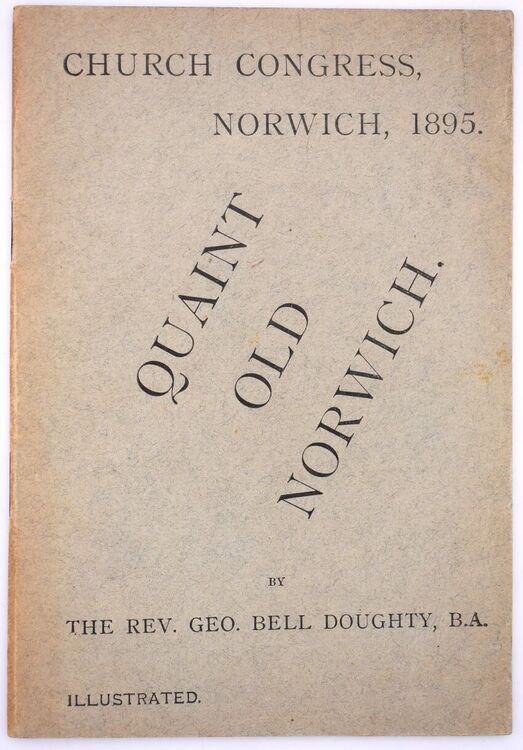 CHURCH CONGRESS,
NORWICH, 1895.
QUAINT
OLD
NORWICH.
BY
THE REV. GEO. BELL DOUGHTY, B.A.
ILLUSTRATED.